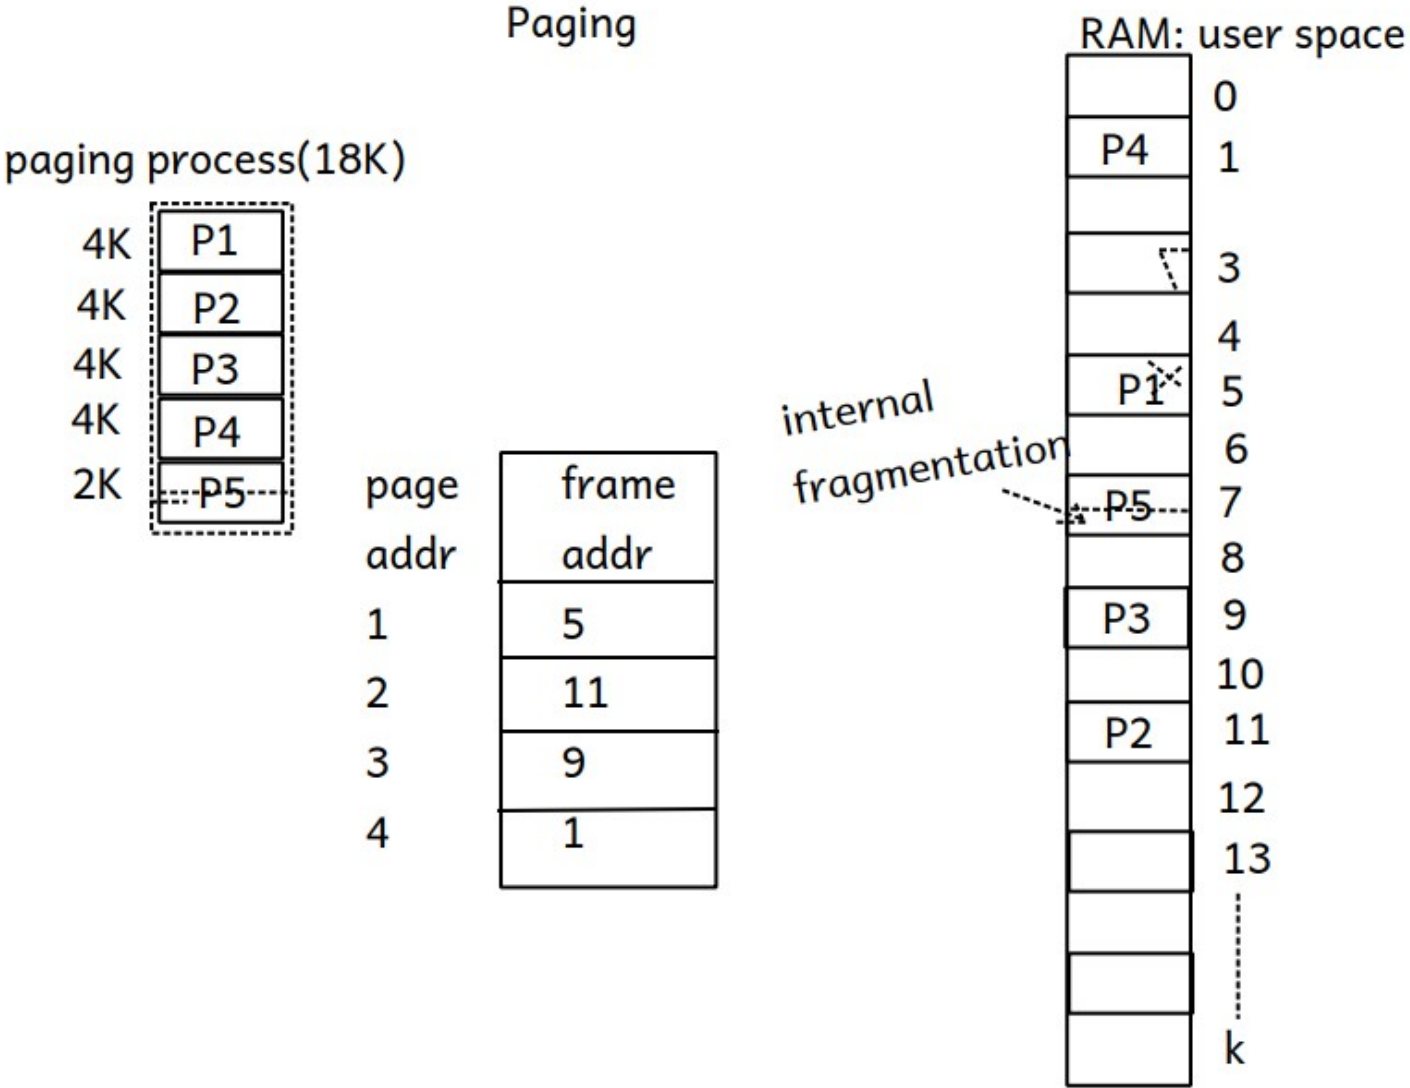 Paging
RAM: user space
paging process(18K)
4K P1
4K P2
4K P3
4K P4
2K P5
page frame
addr addr
1 5
2 11
3 9
4 1
internal
fragmentation
0
P4 1
3
4
P1 5
6
P5 7
8
P3 9
10
P2 11
12
13
k